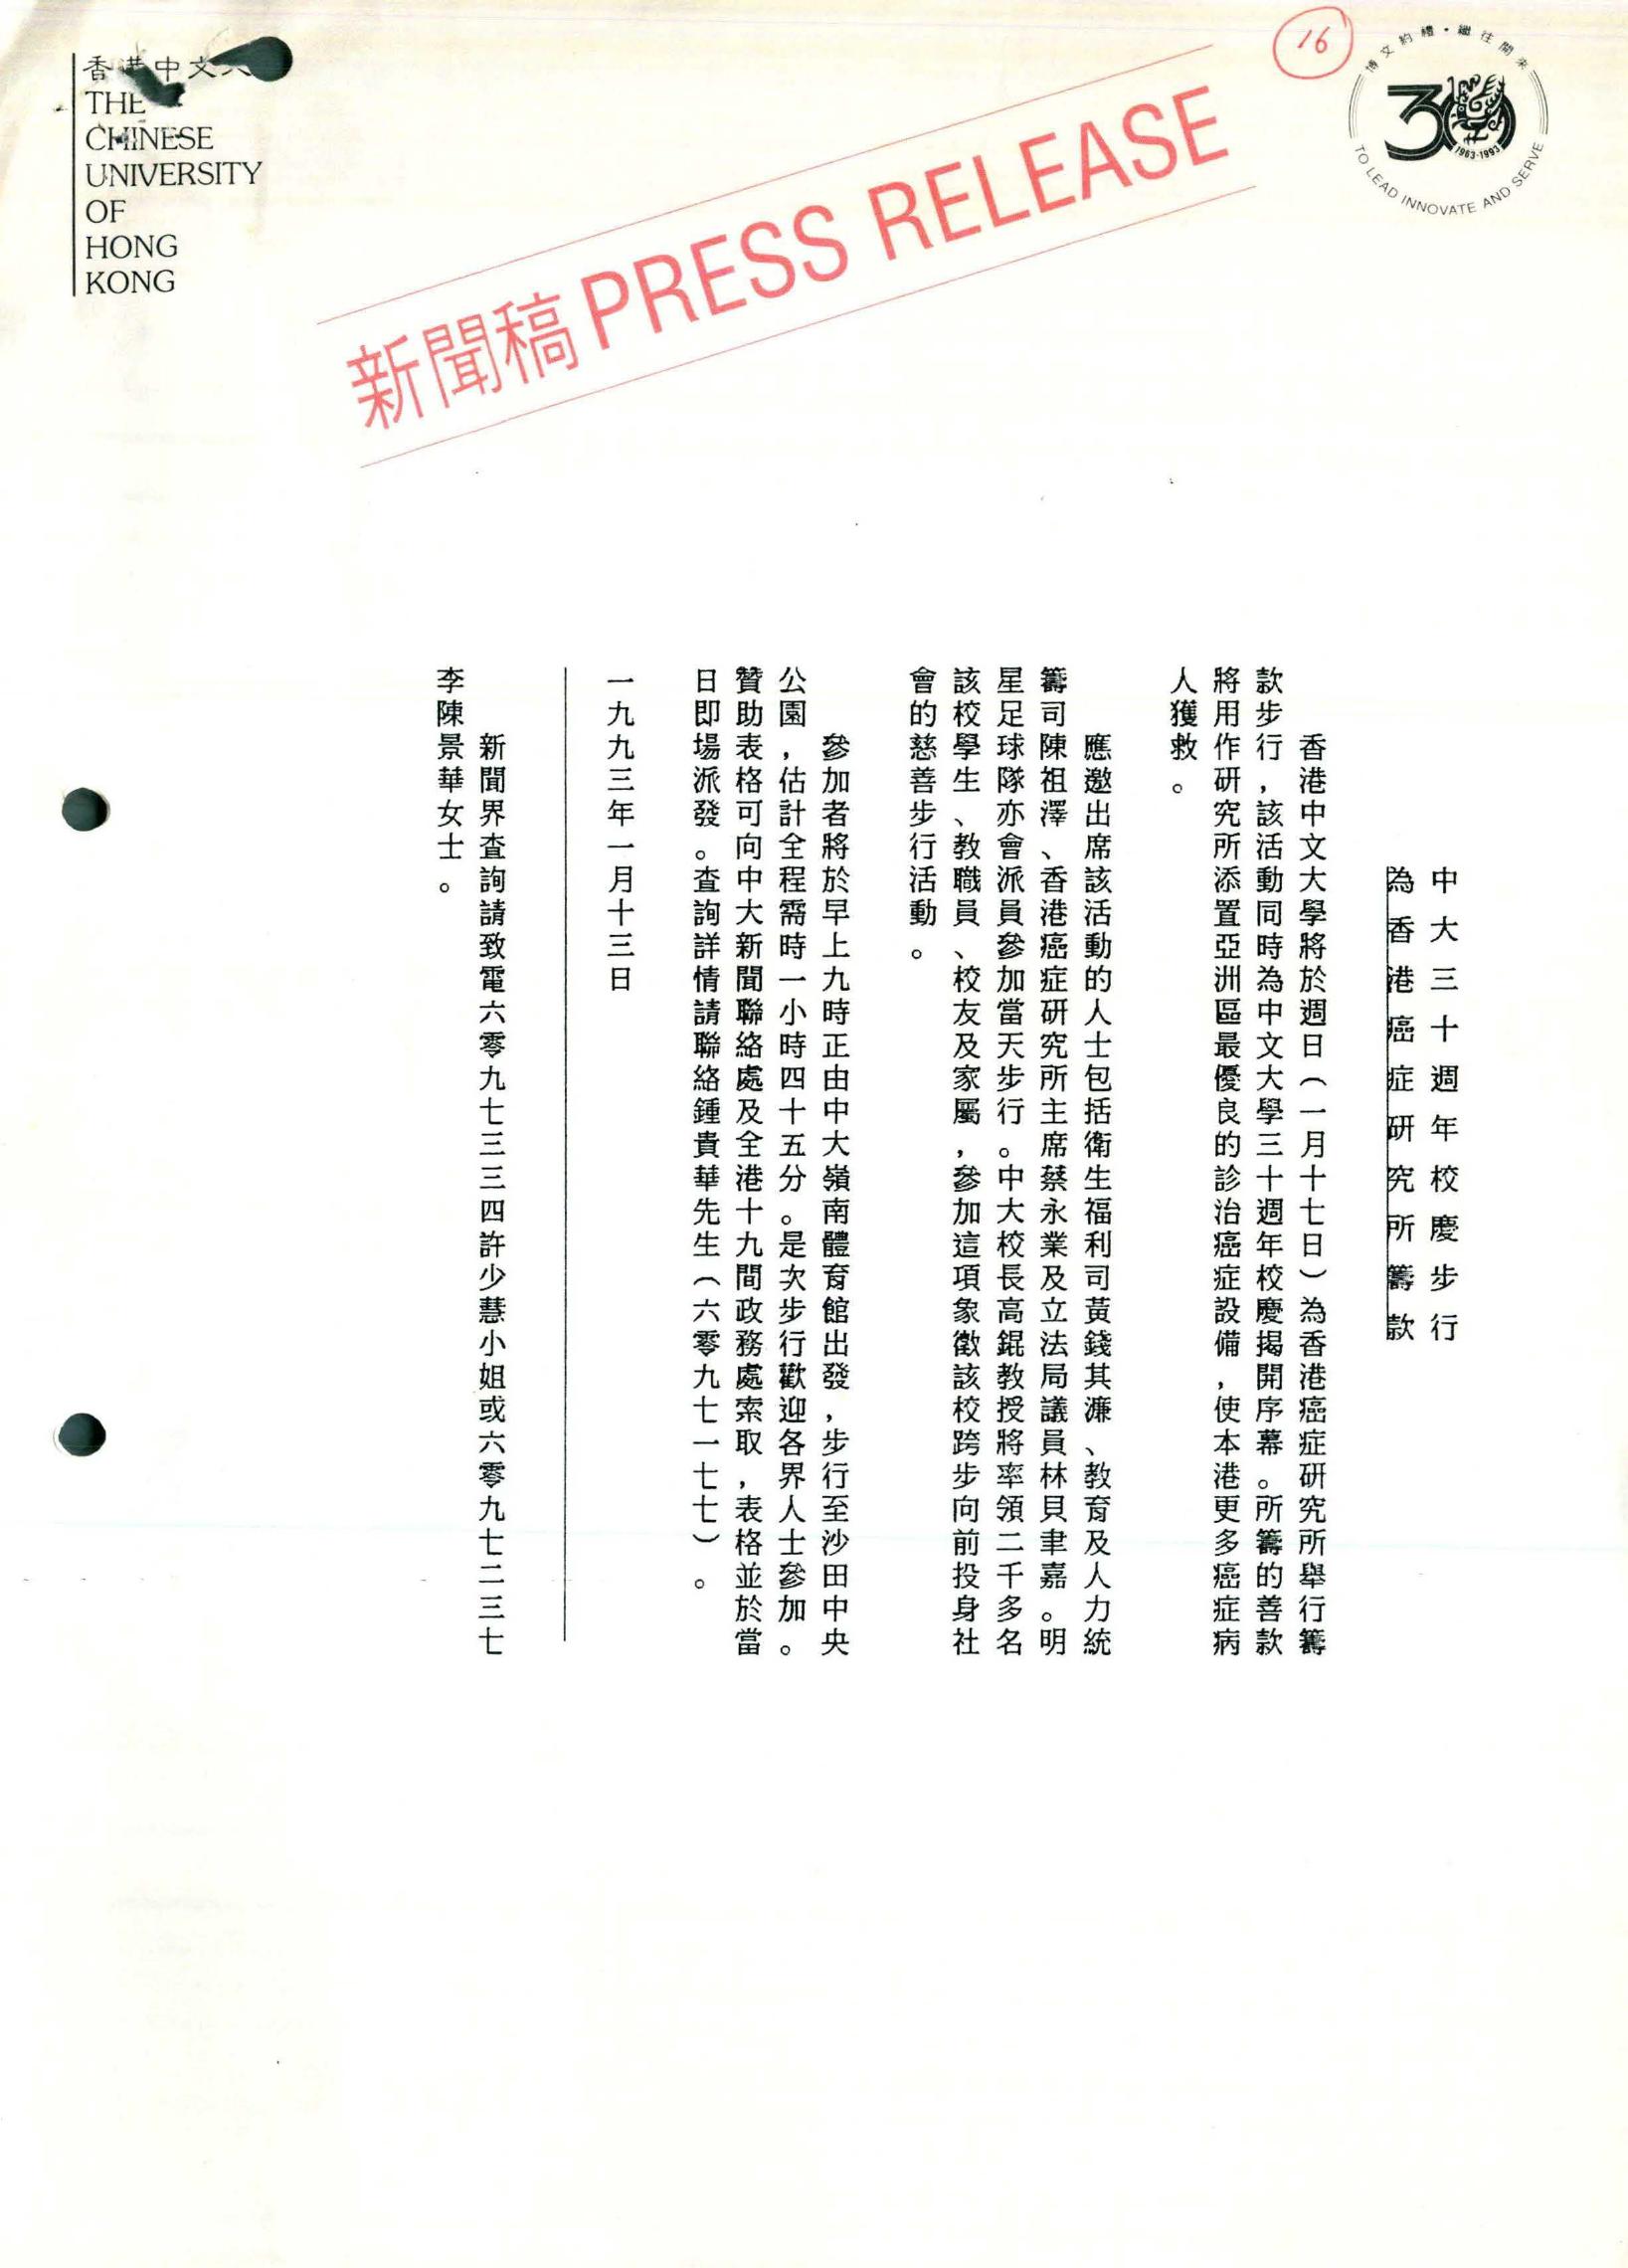 香港中文
THE
CHINESE
UNIVERSITY
OF
HONG
KONG
新聞稿 PRESS RELEASE
16
博文約禮・繼往開來
30
1963-1993
TO LEAD INNOVATE AND SERVE
中大三十週年校慶步行
為香港癌症研究所籌款
香港中文大學將於週日（一月十七日）為香港癌症研究所舉行籌
款步行，該活動同時為中文大學三十週年校慶揭開序幕。所籌的善款
將用作研究所添置亞洲區最優良的診治癌症設備，使本港更多癌症病
人獲救。
應邀出席該活動的人士包括衛生福利司黃錢其濂、教育及人力統
籌司陳祖澤、香港癌症研究所主席蔡永業及立法局議員林貝聿嘉。明
星足球隊亦會派員參加當天步行。中大校長高錕教授將率領二千多名
該校學生、教職員、校友及家屬，參加這項象徵該校跨步向前投身社
會的慈善步行活動。
參加者將於早上九時正由中大嶺南體育館出發，步行至沙田中央
公園，估計全程需時一小時四十五分。是次步行歡迎各界人士參加。
贊助表格可向中大新聞聯絡處及全港十九間政務處索取，表格並於當
日即場派發。查詢詳情請聯絡鍾貴華先生（六零九七一七七）。
一九九三年一月十三日
新聞界查詢請致電六零九七三三四許少慧小姐或六零九七二三七
李陳景華女士。